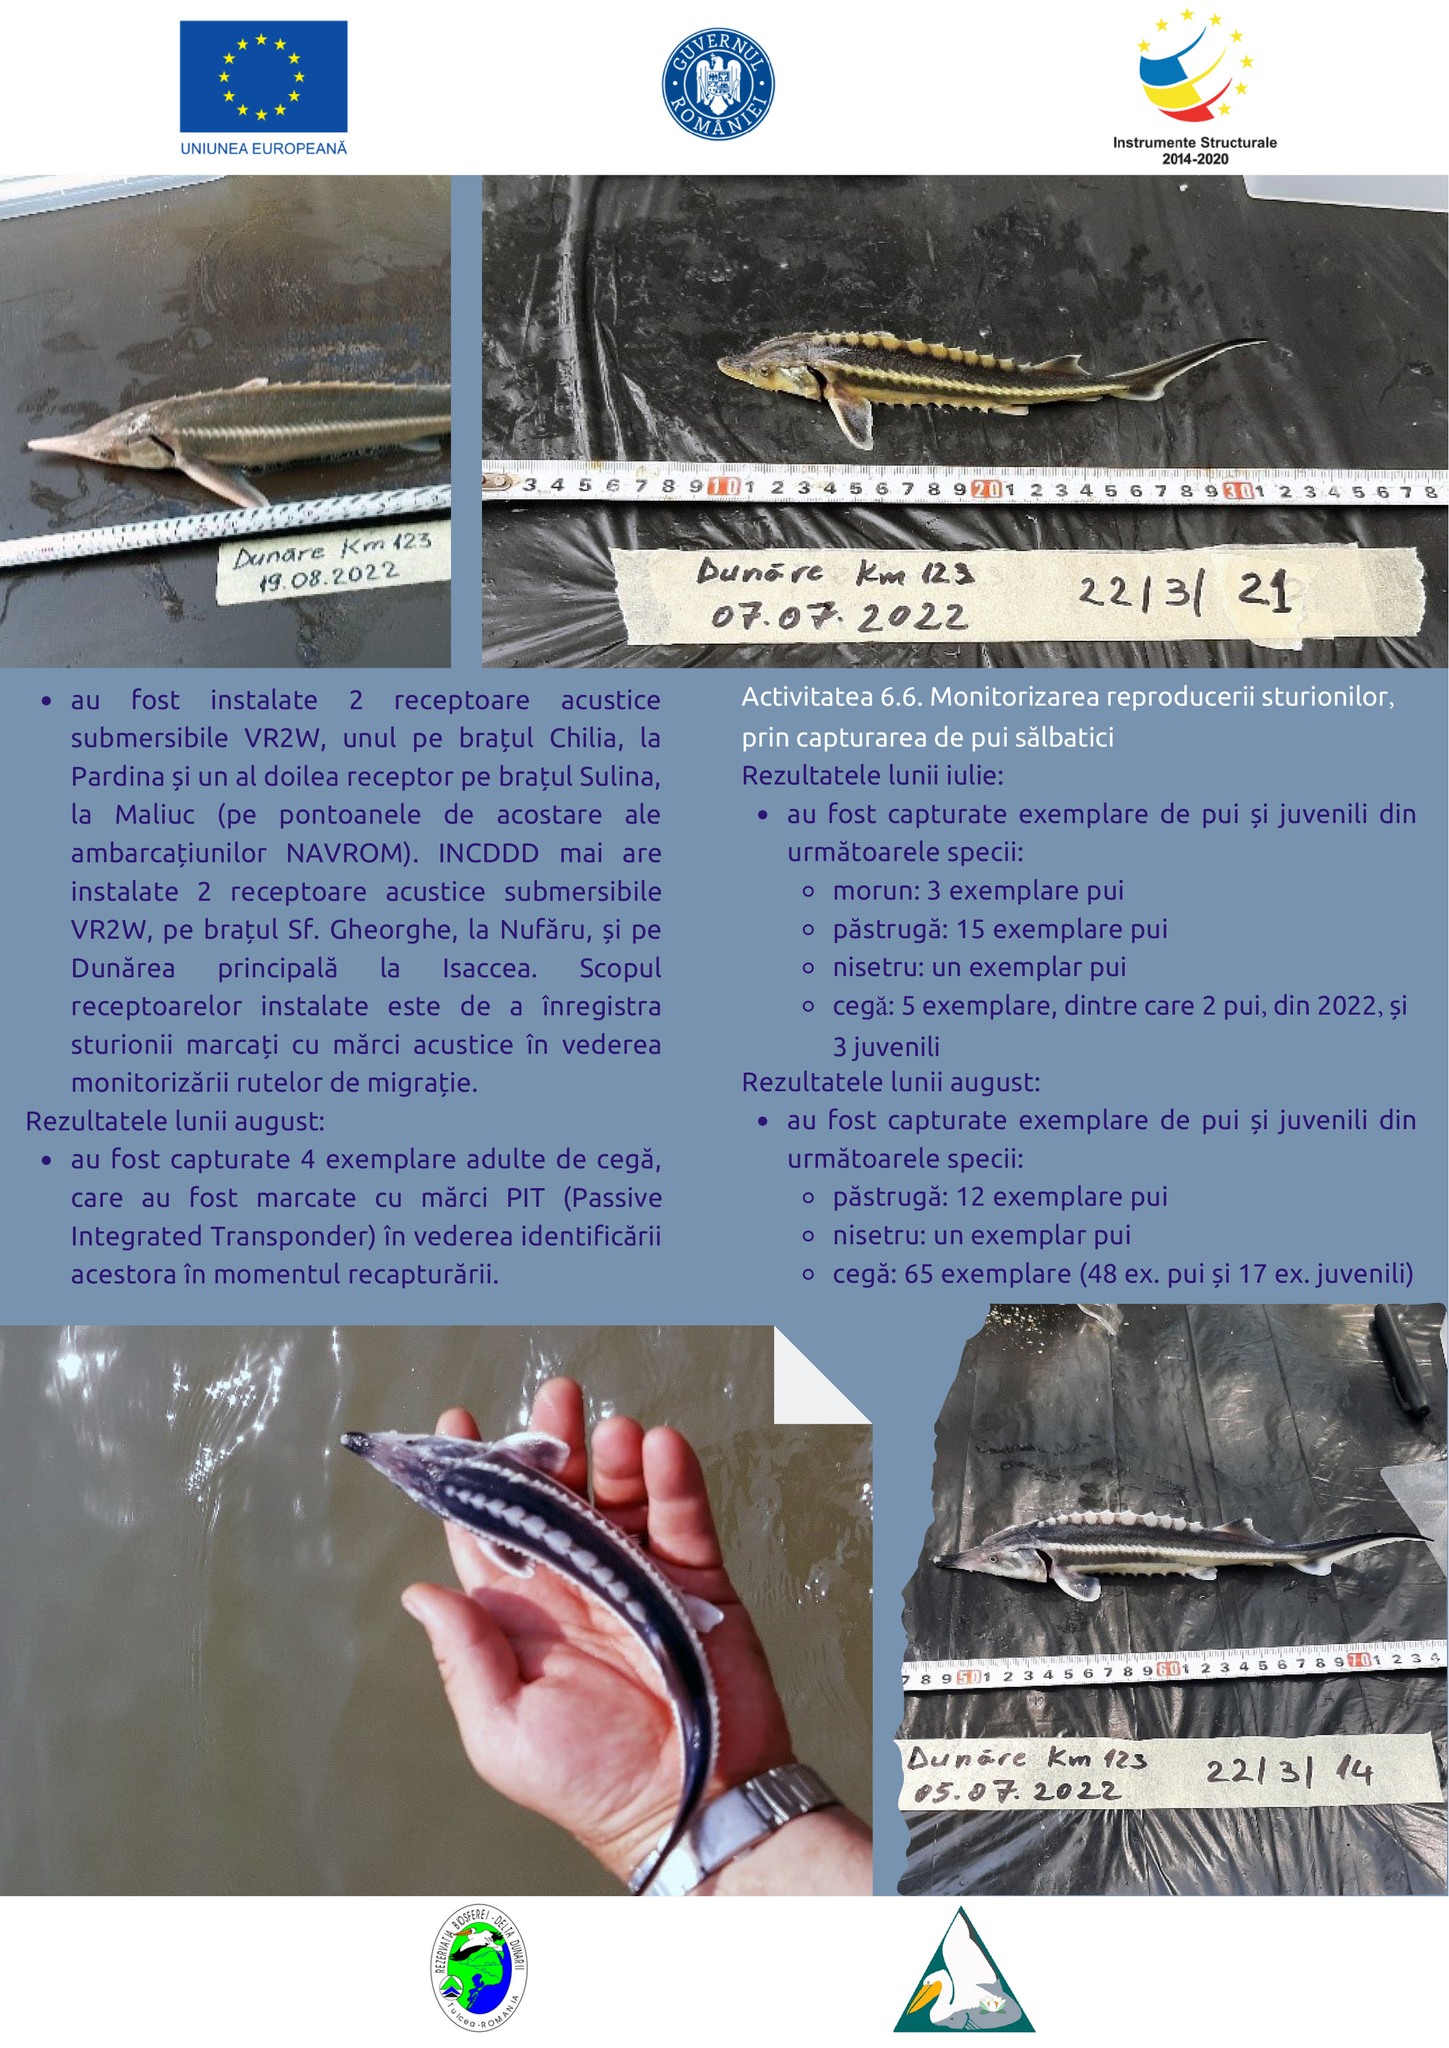 UNIUNEA EUROPEANĂ
GUVERNUL ROMÂNIEI
Instrumente Structurale
2014-2020
Dunăre Km 123
19.08.2022
3 4 5 6 7 8 9 10 1 2 3 4 5 6 7 8 9 20 1 2 3 4 5 6 7 8 9 30 1 2 3 4 5 6 7 8
Dunăre Km 123 22/3/ 21
07.07.2022
• au fost instalate 2 receptoare acustice
submersibile VR2W, unul pe brațul Chilia, la
Pardina și un al doilea receptor pe brațul Sulina,
la Maliuc (pe pontoanele de acostare ale
ambarcațiunilor NAVROM). INCDDD mai are
instalate 2 receptoare acustice submersibile
VR2W, pe brațul Sf. Gheorghe, la Nufăru, și pe
Dunărea principală la Isaccea. Scopul
receptoarelor instalate este de a înregistra
sturionii marcați cu mărci acustice în vederea
monitorizării rutelor de migrație.
Rezultatele lunii august:
• au fost capturate 4 exemplare adulte de cegă,
care au fost marcate cu mărci PIT (Passive
Integrated Transponder) în vederea identificării
acestora în momentul recapturării.
Activitatea 6.6. Monitorizarea reproducerii sturionilor,
prin capturarea de pui sălbatici
Rezultatele lunii iulie:
• au fost capturate exemplare de pui și juvenili din
următoarele specii:
◦ morun: 3 exemplare pui
◦ păstrugă: 15 exemplare pui
◦ nisetru: un exemplar pui
◦ cegă: 5 exemplare, dintre care 2 pui, din 2022, și
3 juvenili
Rezultatele lunii august:
• au fost capturate exemplare de pui și juvenili din
următoarele specii:
◦ păstrugă: 12 exemplare pui
◦ nisetru: un exemplar pui
◦ cegă: 65 exemplare (48 ex. pui și 17 ex. juvenili)
7 8 9 50 1 2 3 4 5 6 7 8 9 60 1 2 3 4 5 6 7 8 9 70 1 2 3 4
Dunăre Km 123 22/3/ 14
05.07.2022
REZERVAȚIA BIOSFEREI - DELTA DUNĂRII
Tulcea-ROMANIA